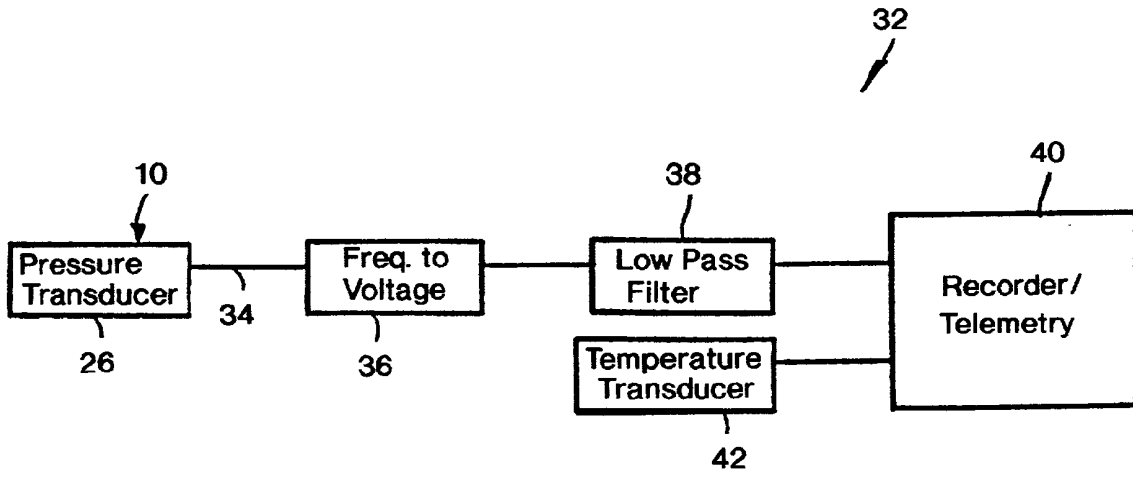 32
10
38
40
Pressure
Transducer
Freq. to
Voltage
Low Pass
Filter
Recorder/
Telemetry
34
26
36
Temperature
Transducer
42